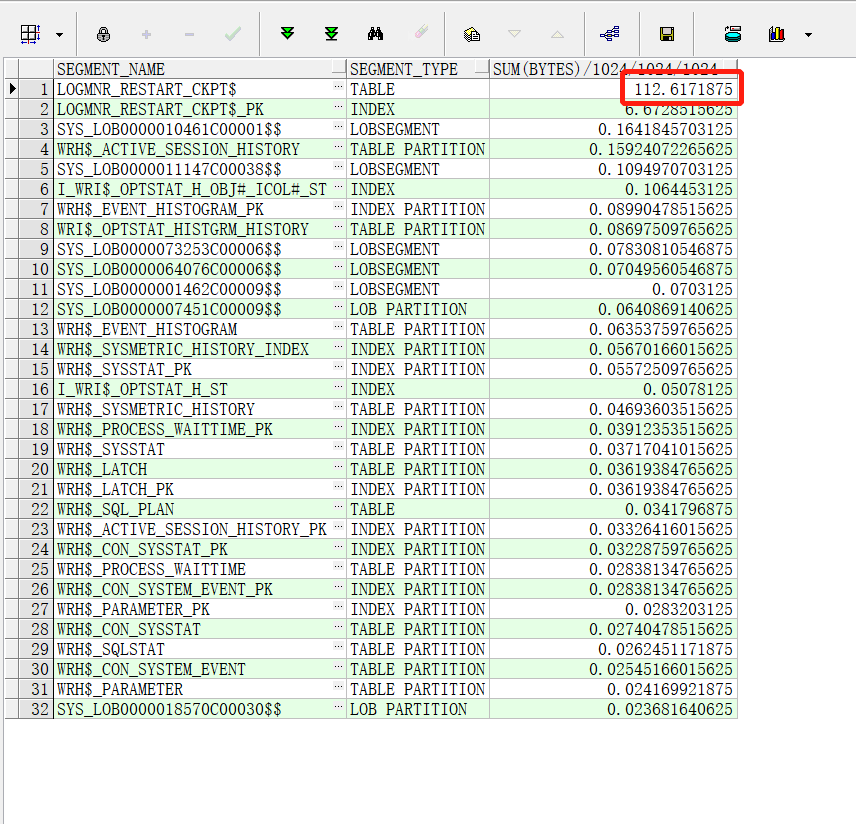 SEGMENT_NAME SEGMENT_TYPE SUM(BYTES)/1024/1024/1024
1 LOGMNR_RESTART_CKPT$ ... TABLE 112.6171875
2 LOGMNR_RESTART_CKPT$_PK ... INDEX 6.6728515625
3 SYS_LOB0000010461C00001$$ ... LOBSEGMENT 0.1641845703125
4 WRH$_ACTIVE_SESSION_HISTORY ... TABLE PARTITION 0.15924072265625
5 SYS_LOB0000011147C00038$$ ... LOBSEGMENT 0.1094970703125
6 I_WRI$_OPTSTAT_H_OBJ#_ICOL#_ST ... INDEX 0.1064453125
7 WRH$_EVENT_HISTOGRAM_PK ... INDEX PARTITION 0.08990478515625
8 WRI$_OPTSTAT_HISTGRM_HISTORY ... TABLE PARTITION 0.08697509765625
9 SYS_LOB0000073253C00006$$ ... LOBSEGMENT 0.07830810546875
10 SYS_LOB0000064076C00006$$ ... LOBSEGMENT 0.07049560546875
11 SYS_LOB0000001462C00009$$ ... LOBSEGMENT 0.0703125
12 SYS_LOB0000007451C00009$$ ... LOB PARTITION 0.0640869140625
13 WRH$_EVENT_HISTOGRAM ... TABLE PARTITION 0.06353759765625
14 WRH$_SYSMETRIC_HISTORY_INDEX ... INDEX PARTITION 0.05670166015625
15 WRH$_SYSSTAT_PK ... INDEX PARTITION 0.05572509765625
16 I_WRI$_OPTSTAT_H_ST ... INDEX 0.05078125
17 WRH$_SYSMETRIC_HISTORY ... TABLE PARTITION 0.04693603515625
18 WRH$_PROCESS_WAITTIME_PK ... INDEX PARTITION 0.03912353515625
19 WRH$_SYSSTAT ... TABLE PARTITION 0.03717041015625
20 WRH$_LATCH ... TABLE PARTITION 0.03619384765625
21 WRH$_LATCH_PK ... INDEX PARTITION 0.03619384765625
22 WRH$_SQL_PLAN ... TABLE 0.0341796875
23 WRH$_ACTIVE_SESSION_HISTORY_PK ... INDEX PARTITION 0.03326416015625
24 WRH$_CON_SYSSTAT_PK ... INDEX PARTITION 0.03228759765625
25 WRH$_PROCESS_WAITTIME ... TABLE PARTITION 0.02838134765625
26 WRH$_CON_SYSTEM_EVENT_PK ... INDEX PARTITION 0.02838134765625
27 WRH$_PARAMETER_PK ... INDEX PARTITION 0.0283203125
28 WRH$_CON_SYSSTAT ... TABLE PARTITION 0.02740478515625
29 WRH$_SQLSTAT ... TABLE PARTITION 0.0262451171875
30 WRH$_CON_SYSTEM_EVENT ... TABLE PARTITION 0.02545166015625
31 WRH$_PARAMETER ... TABLE PARTITION 0.024169921875
32 SYS_LOB0000018570C00030$$ ... LOB PARTITION 0.023681640625